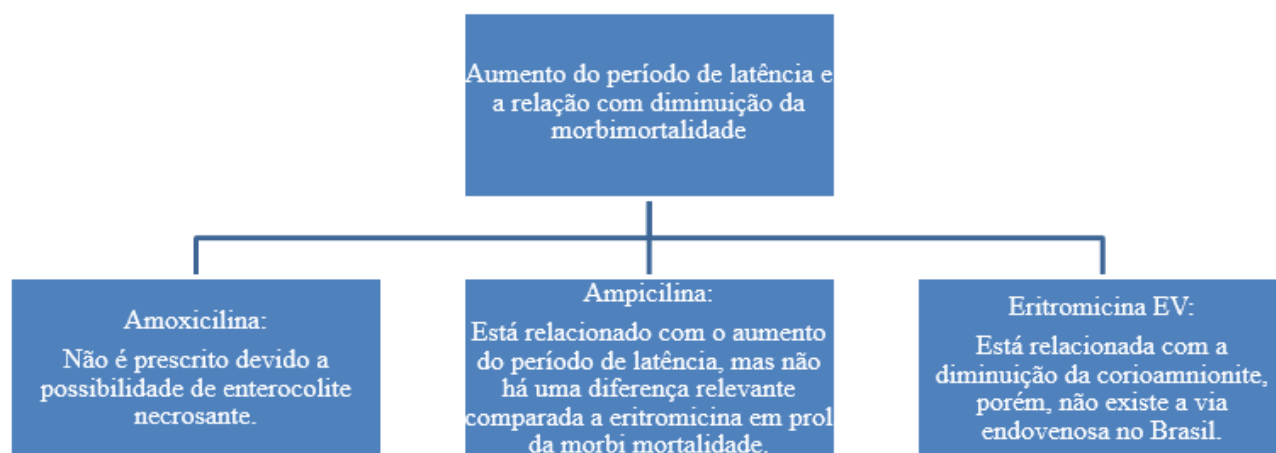 Aumento do período de latência e
a relação com diminuição da
morbimortalidade
Amoxicilina:
Não é prescrito devido a
possibilidade de enterocolite
necrosante.
Ampicilina:
Está relacionado com o aumento
do período de latência, mas não
há uma diferença relevante
comparada a eritromicina em prol
da morbi mortalidade.
Eritromicina EV:
Está relacionada com a
diminuição da corioamnionite,
porém, não existe a via
endovenosa no Brasil.